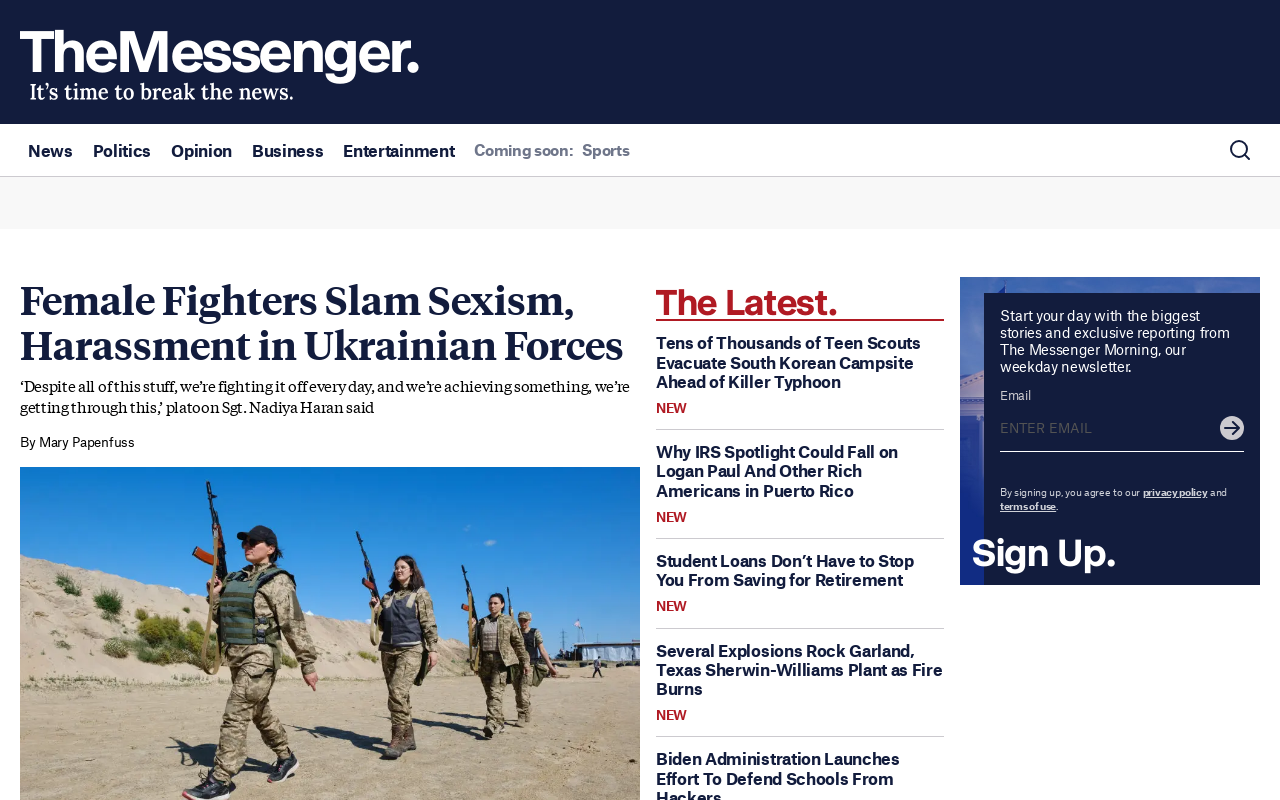 TheMessenger.
It's time to break the news.
News
Politics
Opinion
Business
Entertainment
Coming soon: Sports
Female Fighters Slam Sexism,
Harassment in Ukrainian Forces
‘Despite all of this stuff, we’re fighting it off every day, and we’re achieving something, we’re
getting through this,’ platoon Sgt. Nadiya Haran said
By Mary Papenfuss
The Latest.
Tens of Thousands of Teen Scouts
Evacuate South Korean Campsite
Ahead of Killer Typhoon
NEW
Why IRS Spotlight Could Fall on
Logan Paul And Other Rich
Americans in Puerto Rico
NEW
Student Loans Don’t Have to Stop
You From Saving for Retirement
NEW
Several Explosions Rock Garland,
Texas Sherwin-Williams Plant as Fire
Burns
NEW
Biden Administration Launches
Effort To Defend Schools From
Hackers
Start your day with the biggest
stories and exclusive reporting from
The Messenger Morning, our
weekday newsletter.
Email
ENTER EMAIL
By signing up, you agree to our privacy policy and
terms of use.
Sign Up.